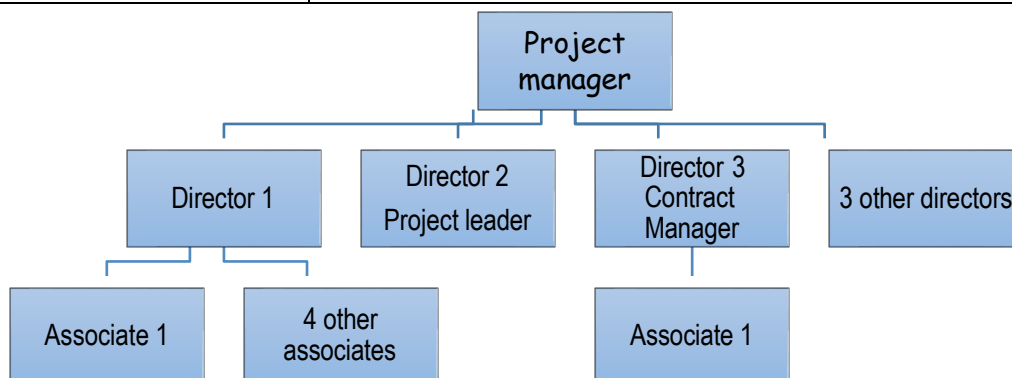 Project
manager
Director 1
Director 2
Project leader
Director 3
Contract
Manager
3 other directors
Associate 1
4 other
associates
Associate 1